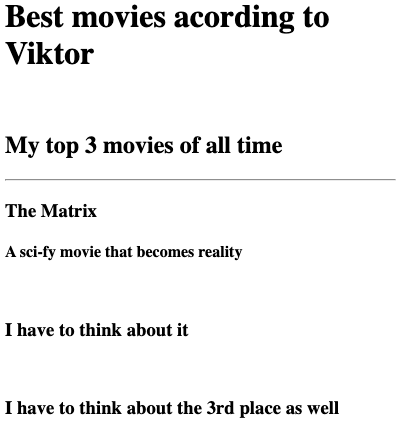 Best movies acording to
Viktor
My top 3 movies of all time
The Matrix
A sci-fy movie that becomes reality
I have to think about it
I have to think about the 3rd place as well